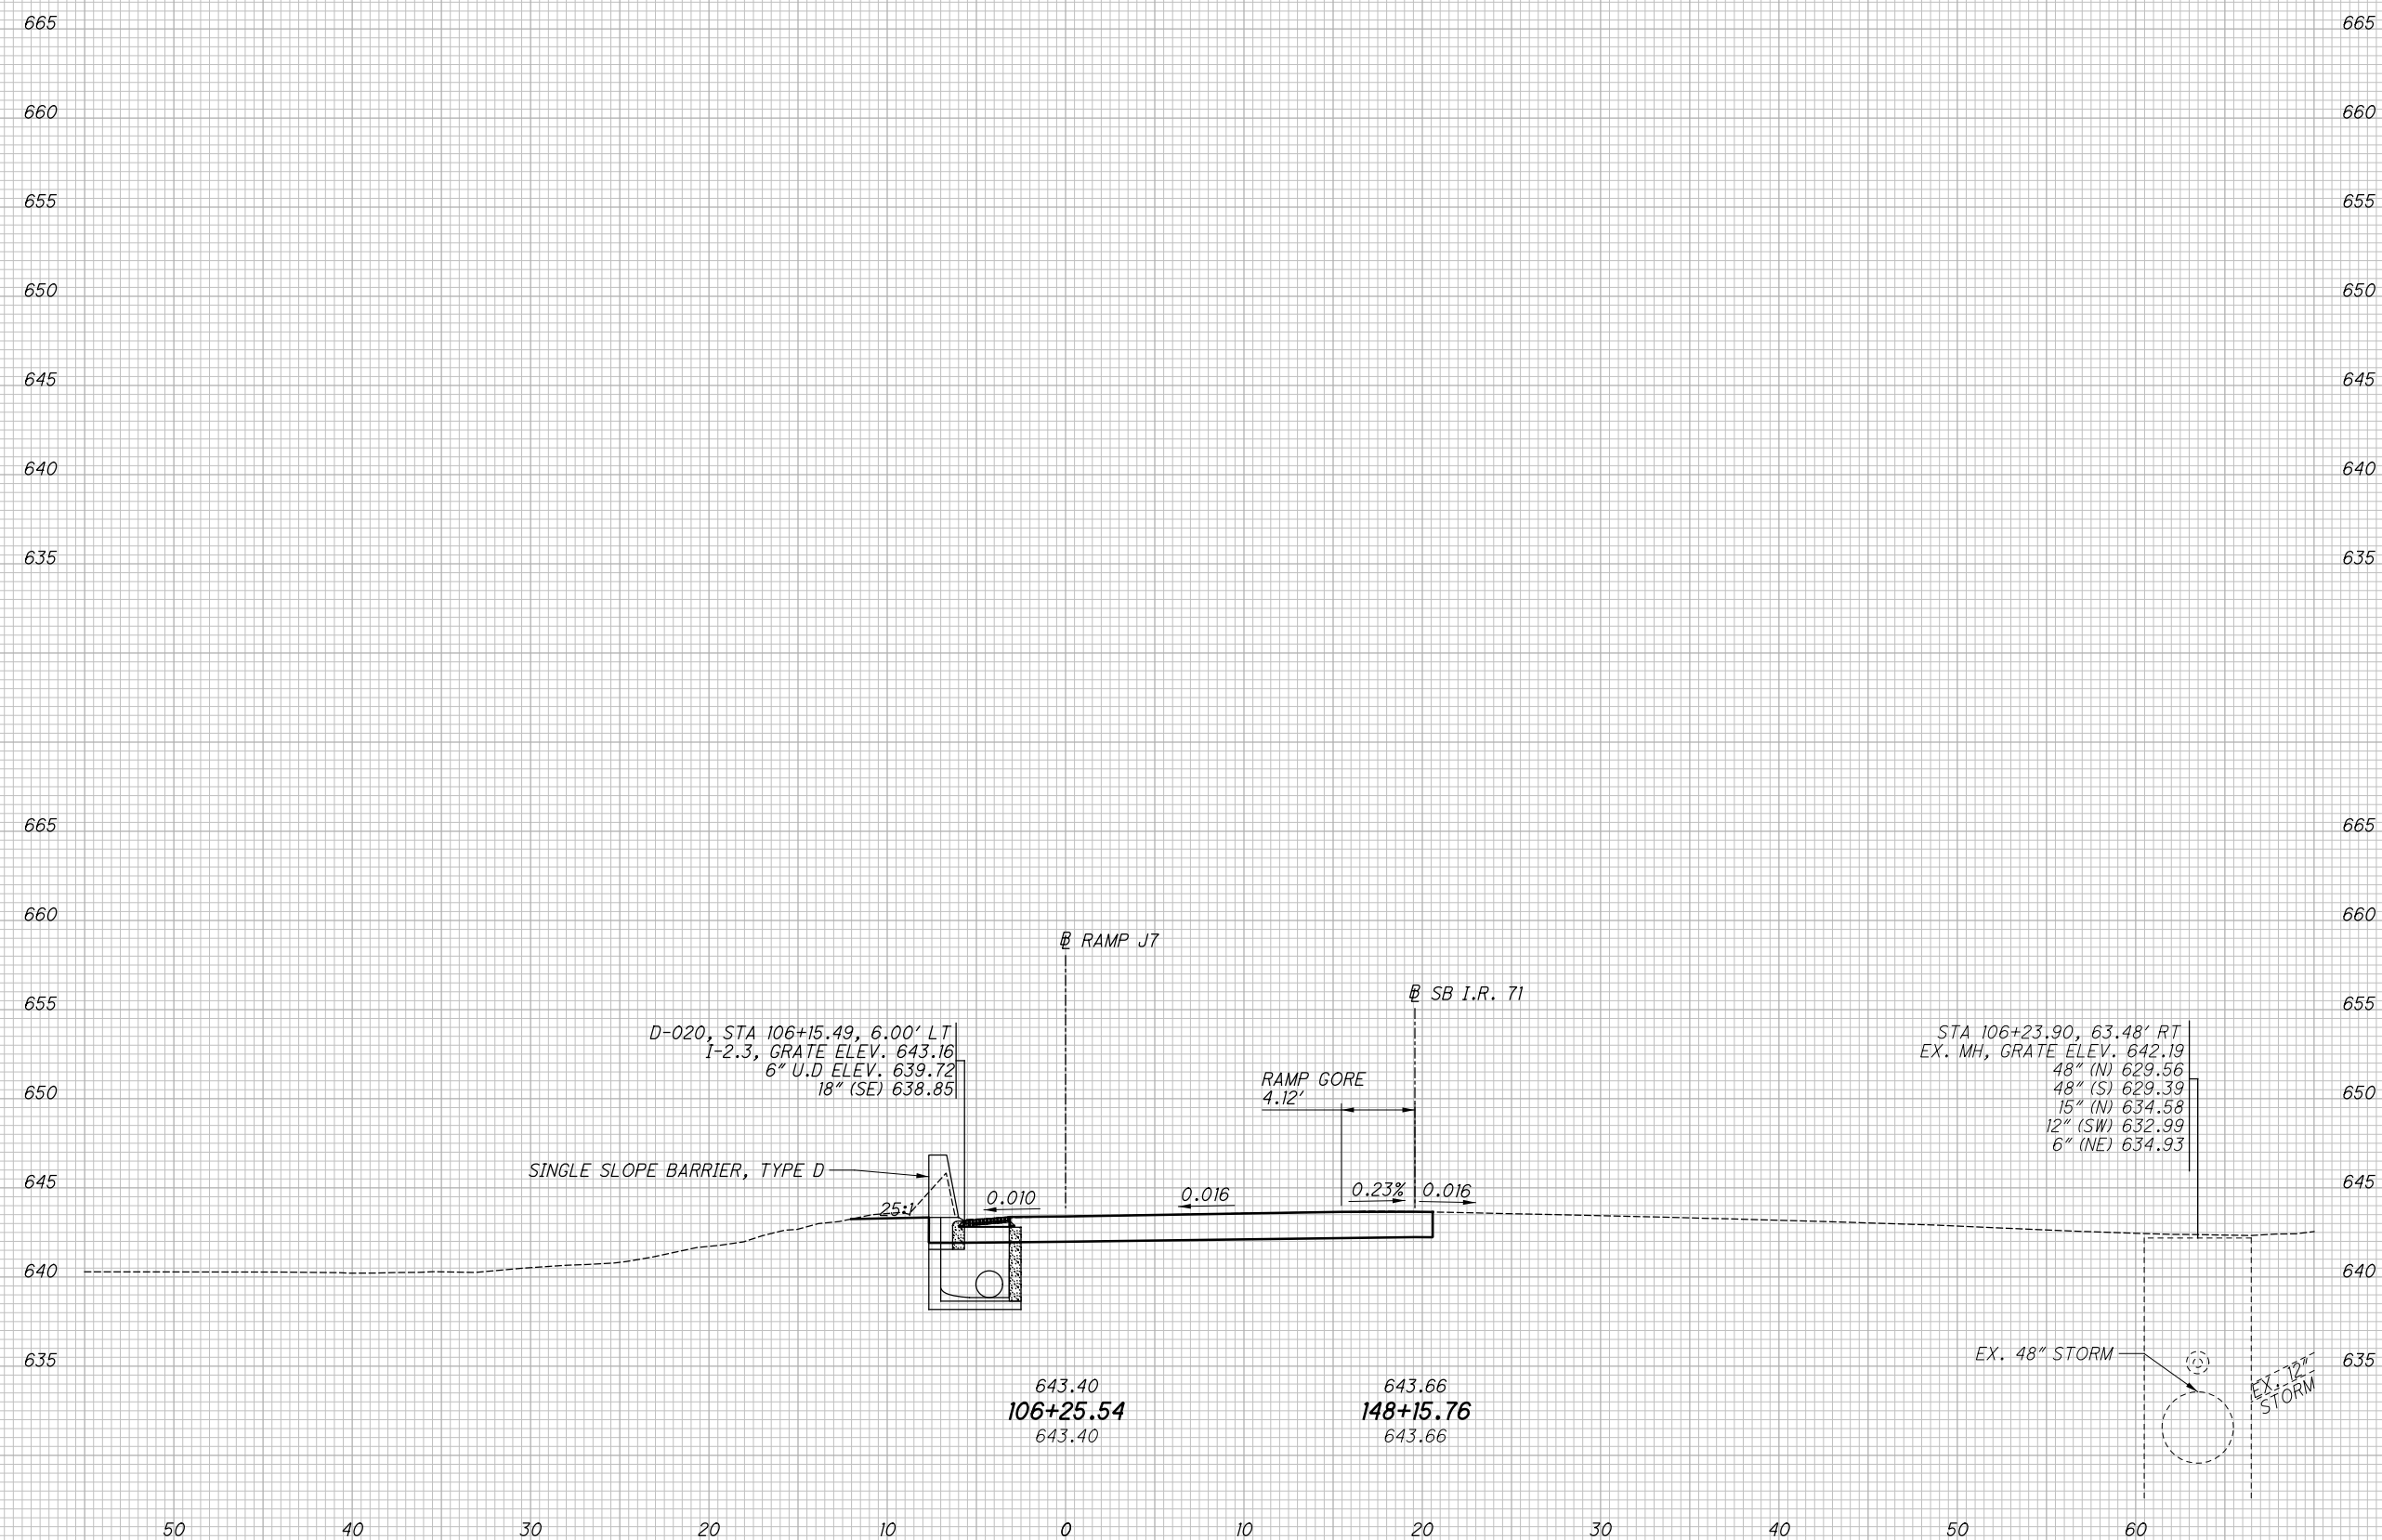 665 665
660 660
655 655
650 650
645 645
640 640
635 635
665 665
660 660
℄ RAMP J7
655 655
℄ SB I.R. 71
D-020, STA 106+15.49, 6.00' LT
I-2.3, GRATE ELEV. 643.16
6" U.D ELEV. 639.72
18" (SE) 638.85
STA 106+23.90, 63.48' RT
EX. MH, GRATE ELEV. 642.19
48" (N) 629.56
48" (S) 629.39
15" (N) 634.58
12" (SW) 632.99
6" (NE) 634.93
RAMP GORE
4.12'
650 650
SINGLE SLOPE BARRIER, TYPE D
645 645
25:1
0.010
0.016
0.23%
0.016
640 640
635 635
EX. 48" STORM
EX. 12"
STORM
643.40
106+25.54
643.40
643.66
148+15.76
643.66
50 40 30 20 10 0 10 20 30 40 50 60